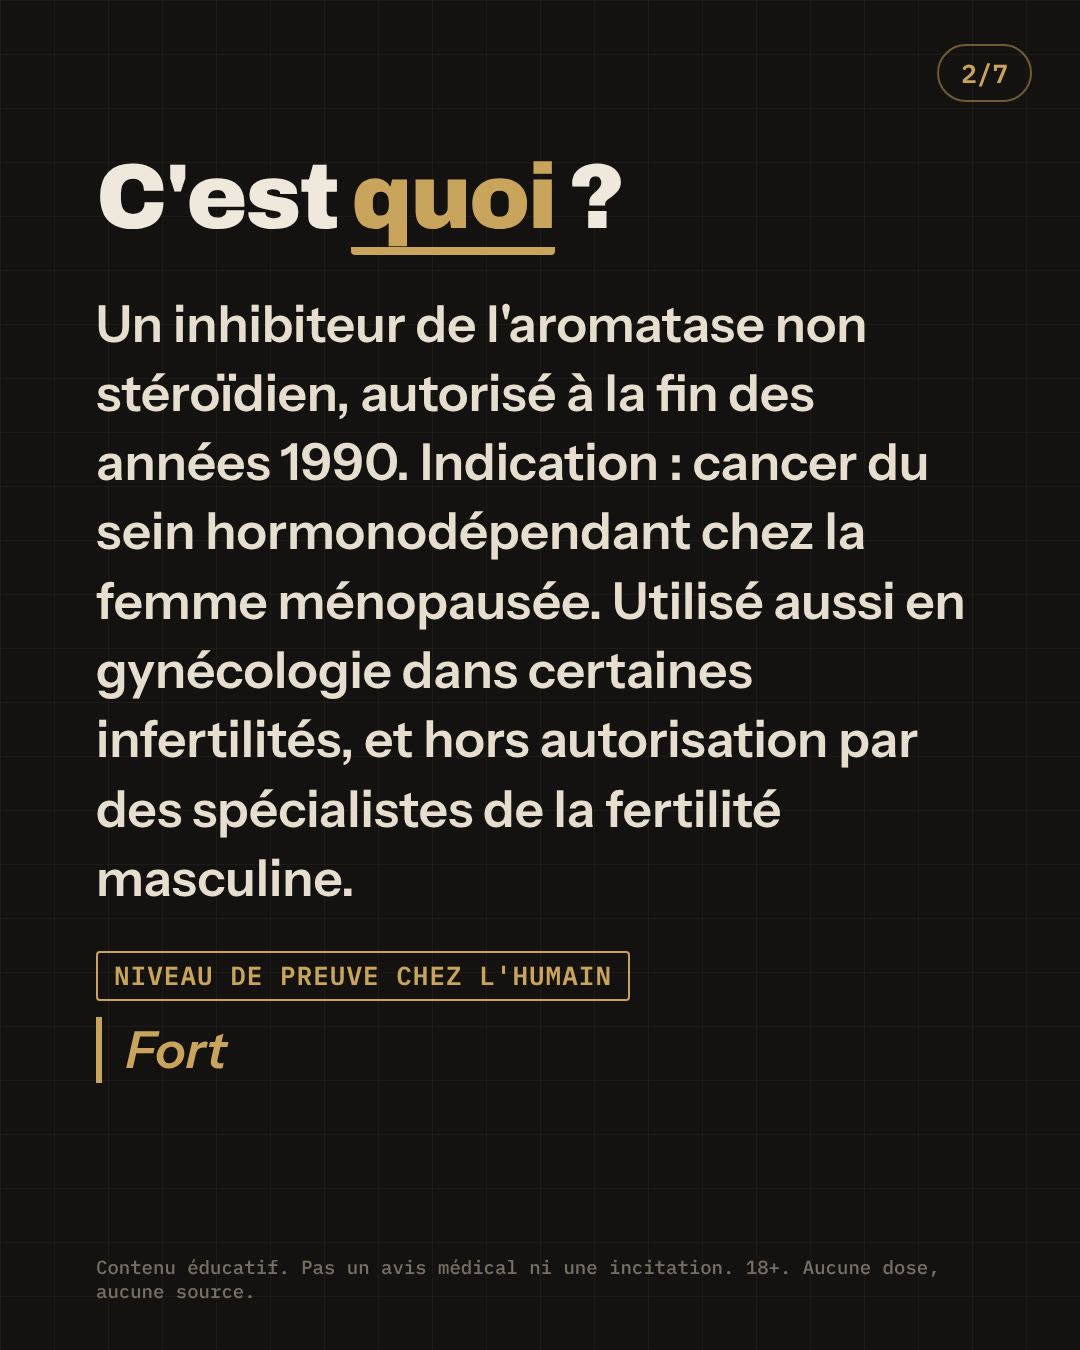 2/7
C'est quoi ?
Un inhibiteur de l'aromatase non
stéroïdien, autorisé à la fin des
années 1990. Indication : cancer du
sein hormonodépendant chez la
femme ménopausée. Utilisé aussi en
gynécologie dans certaines
infertilités, et hors autorisation par
des spécialistes de la fertilité
masculine.
NIVEAU DE PREUVE CHEZ L'HUMAIN
Fort
Contenu éducatif. Pas un avis médical ni une incitation. 18+. Aucune dose,
aucune source.